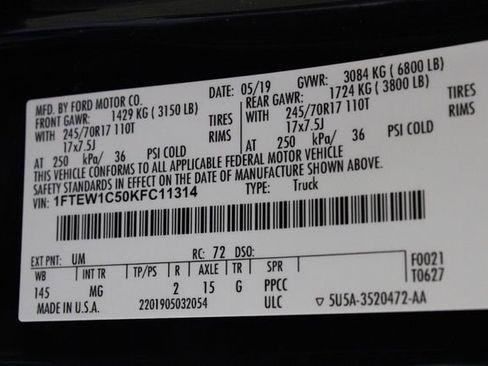 MFD. BY FORD MOTOR CO. DATE: 05/19 GVWR: 3084 KG ( 6800 LB)
FRONT GAWR: 1429 KG ( 3150 LB) REAR GAWR: 1724 KG ( 3800 LB)
WITH 245/70R17 110T TIRES WITH 245/70R17 110T TIRES
17x7.5J RIMS 17x7.5J RIMS
AT 250 kPa/ 36 PSI COLD AT 250 kPa/ 36 PSI COLD
THIS VEHICLE CONFORMS TO ALL APPLICABLE FEDERAL MOTOR VEHICLE
SAFETY STANDARDS IN EFFECT ON THE DATE OF MANUFACTURE SHOWN ABOVE.
VIN: 1FTEW1C50KFC11314 TYPE: Truck
EXT PNT: UM RC: 72 DSO: F0021
WB INT TR TP/PS R AXLE TR SPR T0627
145 MG 2 15 G PPCC
MADE IN U.S.A. 2201905032054 ULC ▽ 5U5A-3520472-AA